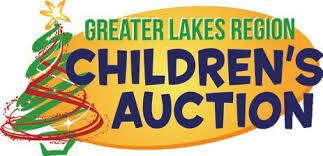 GREATER LAKES REGION
CHILDREN'S
AUCTION